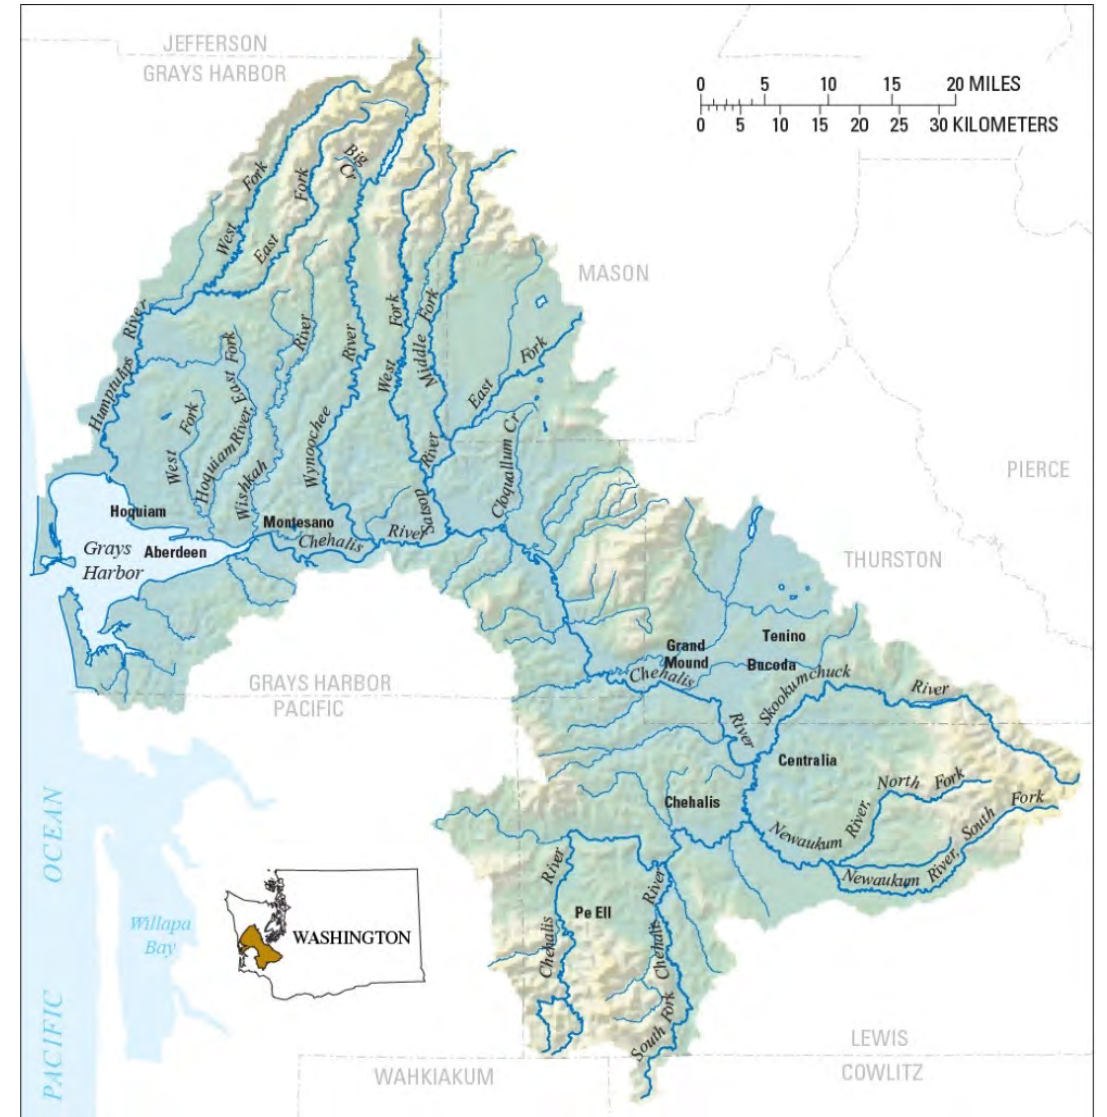 JEFFERSON
GRAYS HARBOR
0 5 10 15 20 MILES
0 5 10 15 20 25 30 KILOMETERS
Big
Cr
West Fork
East Fork
MASON
Humptulips River
River
River
West Fork
Middle Fork
East Fork
West Fork
Hoquiam River, East Fork
Wishkah
Wynoochee
River
Satsop
Cloquallum Cr
PIERCE
Hoquiam
Montesano
Chehalis River
Grays
Harbor
Aberdeen
THURSTON
Grand
Mound
Tenino
Bucoda
Chehalis
River
Skookumchuck
River
GRAYS HARBOR
PACIFIC
Centralia
Chehalis
Newaukum River, North Fork
Newaukum River, South Fork
PACIFIC OCEAN
Willapa
Bay
WASHINGTON
Pe Ell
Chehalis River
South Fork Chehalis River
LEWIS
COWLITZ
WAHKIAKUM